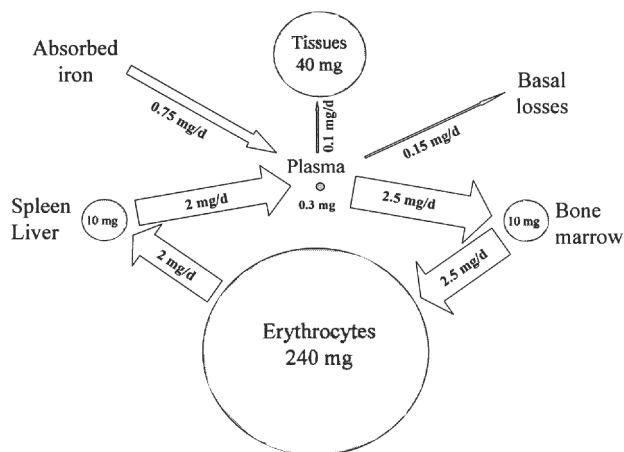 Absorbed
iron
Tissues
40 mg
Basal
losses
0.75 mg/d
0.1 mg/d
0.15 mg/d
Plasma
0.3 mg
Spleen
Liver
10 mg
2 mg/d
2.5 mg/d
10 mg
Bone
marrow
2 mg/d
2.5 mg/d
Erythrocytes
240 mg